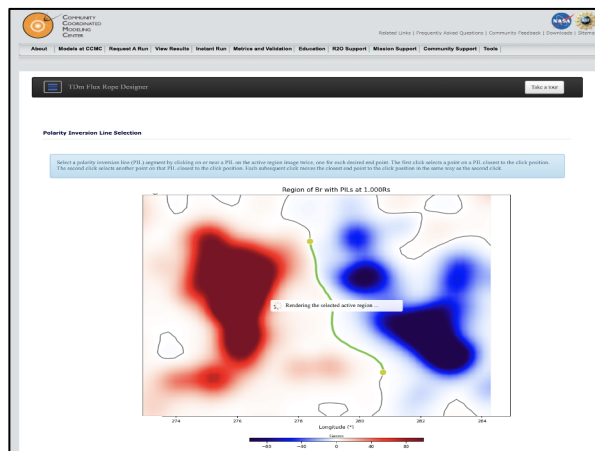 COMMUNITY
COORDINATED
MODELING
CENTER
NASA
Related Links | Frequently Asked Questions | Community Feedback | Downloads | Sitemap
About | Models at CCMC | Request A Run | View Results | Instant Run | Metrics and Validation | Education | R2O Support | Mission Support | Community Support | Tools |
TDm Flux Rope Designer
Take a tour
Polarity Inversion Line Selection
Select a polarity inversion line (PIL) segment by clicking on or near a PIL on the active region image twice, one for each desired end point. The first click selects a point on a PIL closest to the click position.
The second click selects another point on that PIL closest to the click position. Each subsequent click moves the closest end point to the click position in the same way as the second click.
Region of Br with PILs at 1.000Rs
Rendering the selected active region ...
274 276 278 280 282 284
Longitude (°)
Gausses
−80 −40 0 40 80